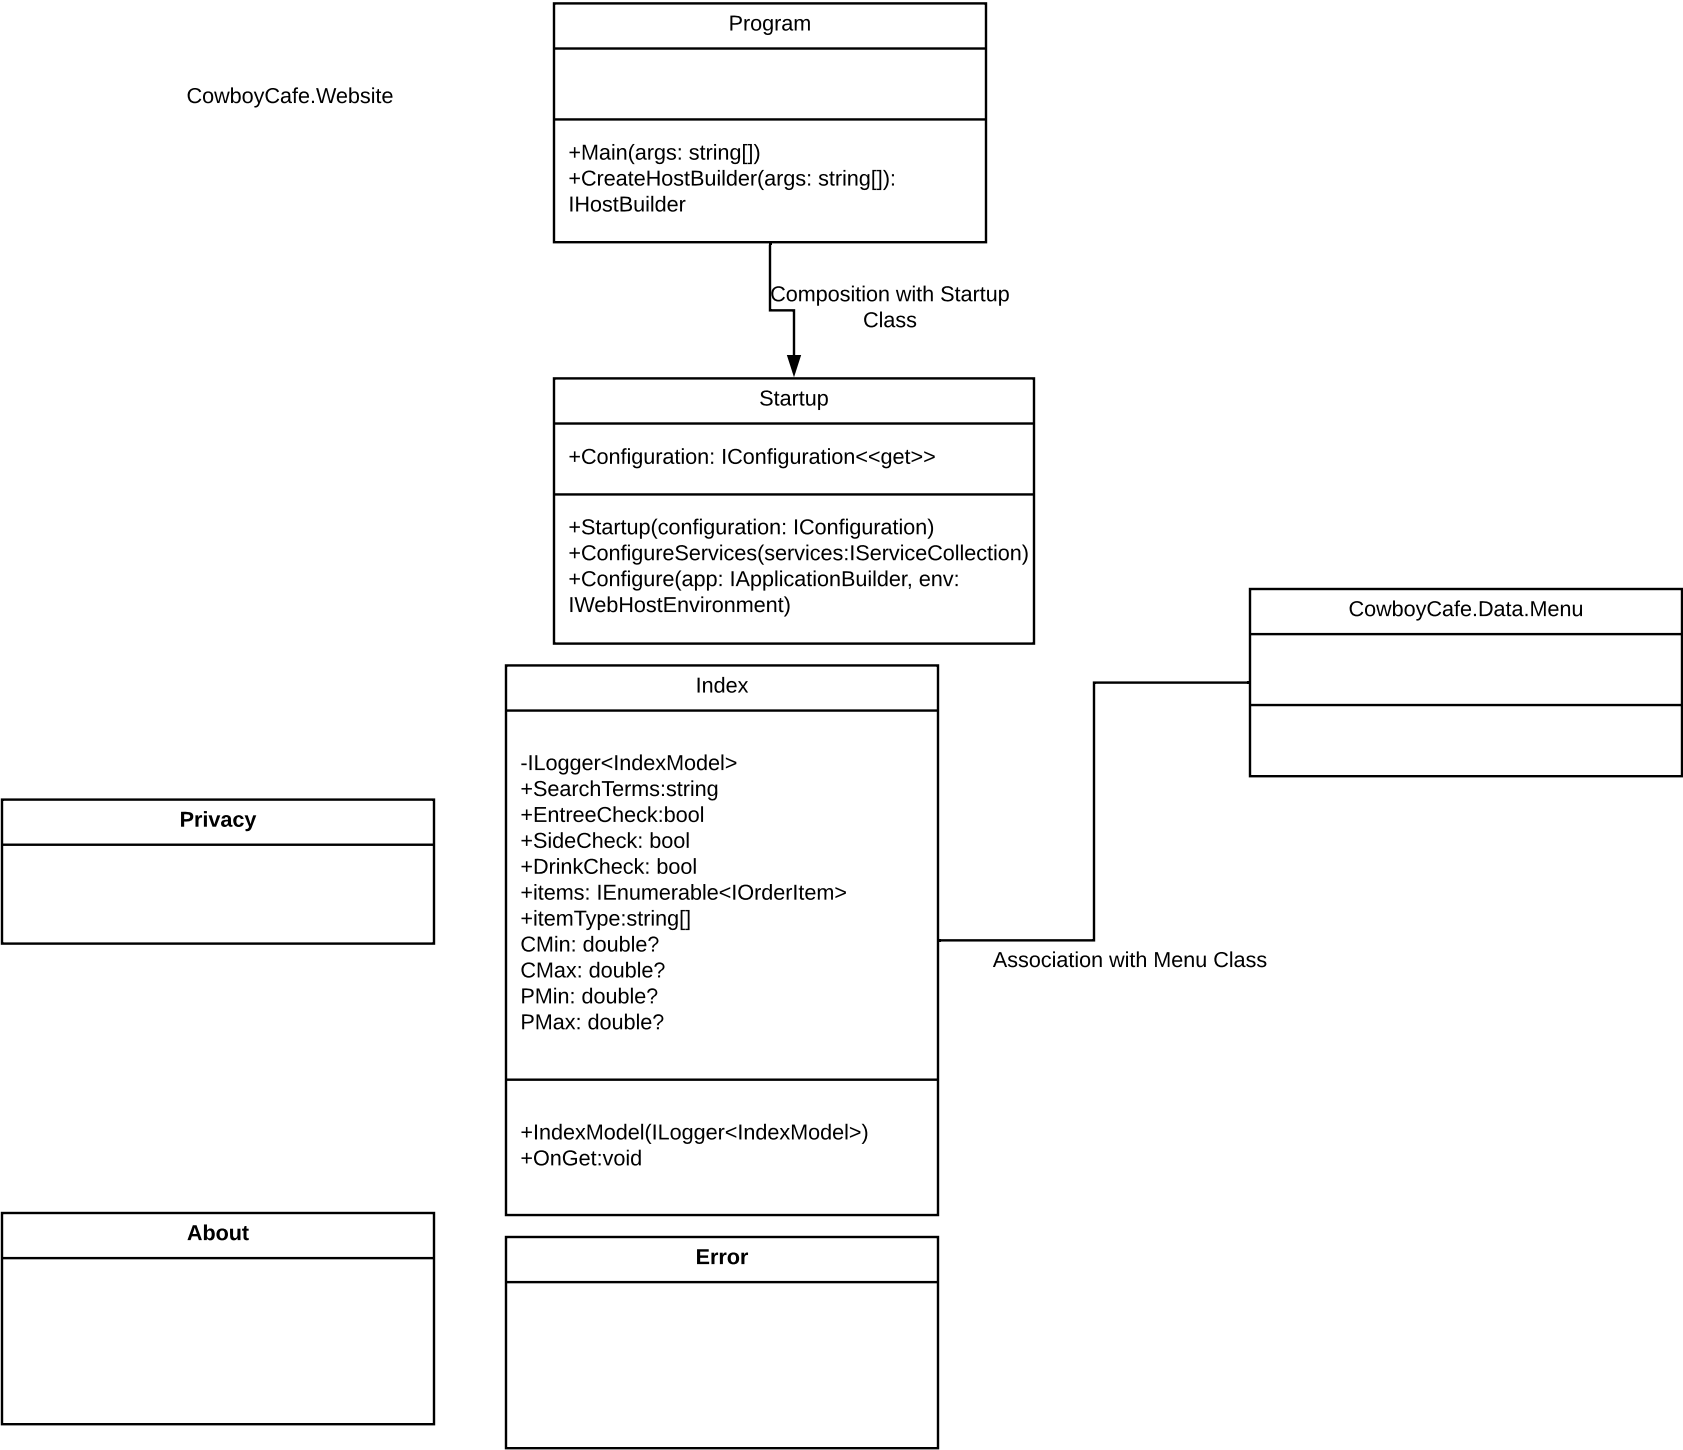 Program
CowboyCafe.Website
+Main(args: string[])
+CreateHostBuilder(args: string[]):
IHostBuilder
Composition with Startup
Class
Startup
+Configuration: IConfiguration<<get>>
+Startup(configuration: IConfiguration)
+ConfigureServices(services:IServiceCollection)
+Configure(app: IApplicationBuilder, env:
IWebHostEnvironment)
CowboyCafe.Data.Menu
Index
-ILogger<IndexModel>
+SearchTerms:string
+EntreeCheck:bool
+SideCheck: bool
+DrinkCheck: bool
+items: IEnumerable<IOrderItem>
+itemType:string[]
CMin: double?
CMax: double?
PMin: double?
PMax: double?
Privacy
Association with Menu Class
+IndexModel(ILogger<IndexModel>)
+OnGet:void
About
Error